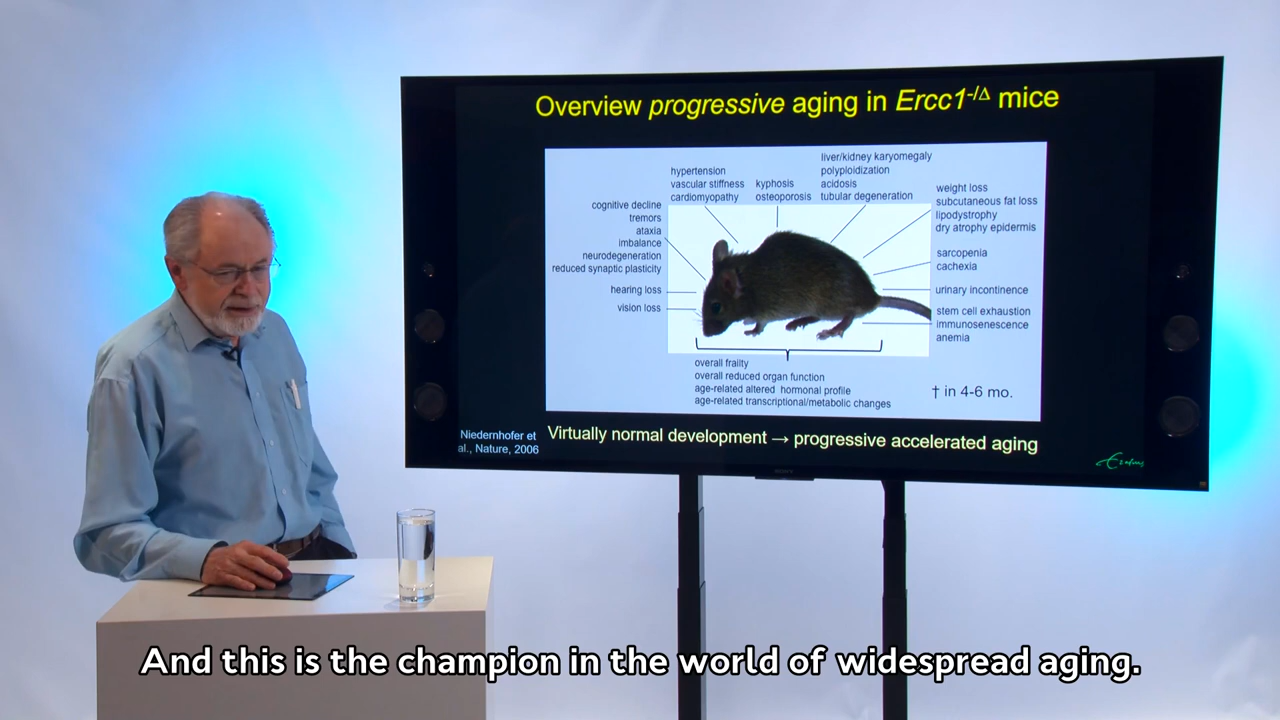 Overview progressive aging in Ercc1-/Δ mice
liver/kidney karyomegaly
polyploidization
acidosis
tubular degeneration
hypertension
vascular stiffness
cardiomyopathy
kyphosis
osteoporosis
weight loss
subcutaneous fat loss
lipodystrophy
dry atrophy epidermis
cognitive decline
tremors
ataxia
imbalance
neurodegeneration
reduced synaptic plasticity
sarcopenia
cachexia
hearing loss
urinary incontinence
vision loss
stem cell exhaustion
immunosenescence
anemia
overall frailty
overall reduced organ function
age-related altered hormonal profile
age-related transcriptional/metabolic changes
† in 4-6 mo.
Niedernhofer et
al., Nature, 2006
Virtually normal development → progressive accelerated aging
Erasmus
SONY
And this is the champion in the world of widespread aging.